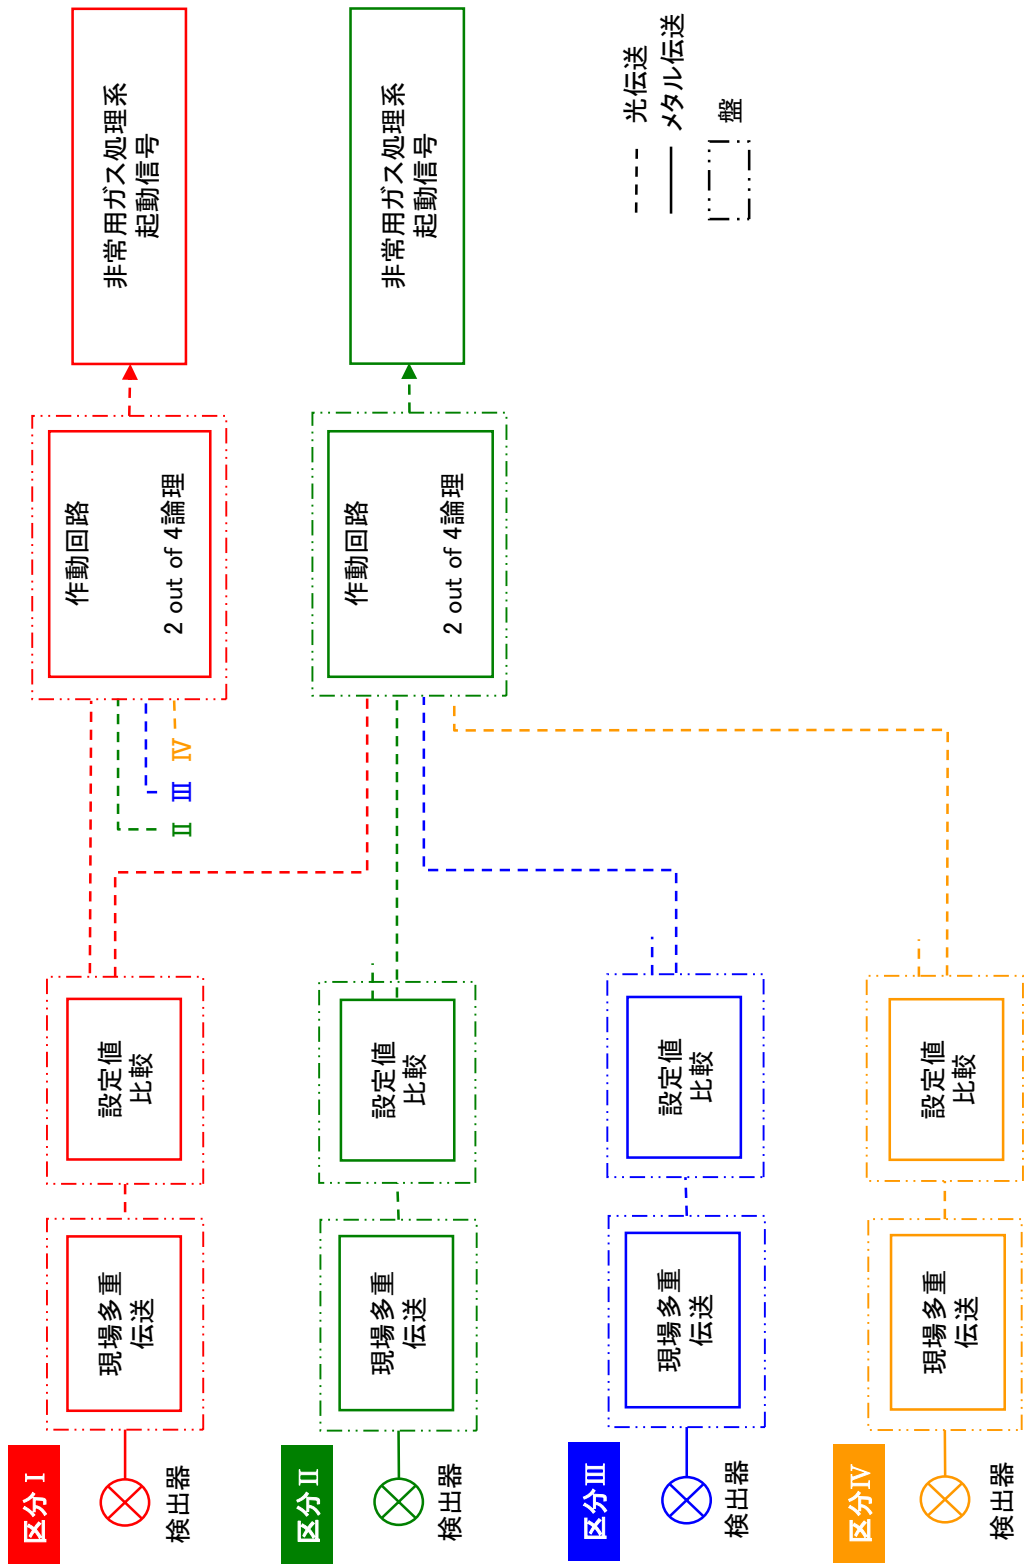 区分Ⅰ
検出器
現場多重
伝送
設定値
比較
Ⅱ
Ⅲ
Ⅳ
作動回路
2 out of 4論理
非常用ガス処理系
起動信号
区分Ⅱ
検出器
現場多重
伝送
設定値
比較
作動回路
2 out of 4論理
非常用ガス処理系
起動信号
区分Ⅲ
検出器
現場多重
伝送
設定値
比較
区分Ⅳ
検出器
現場多重
伝送
設定値
比較
光伝送
メタル伝送
盤